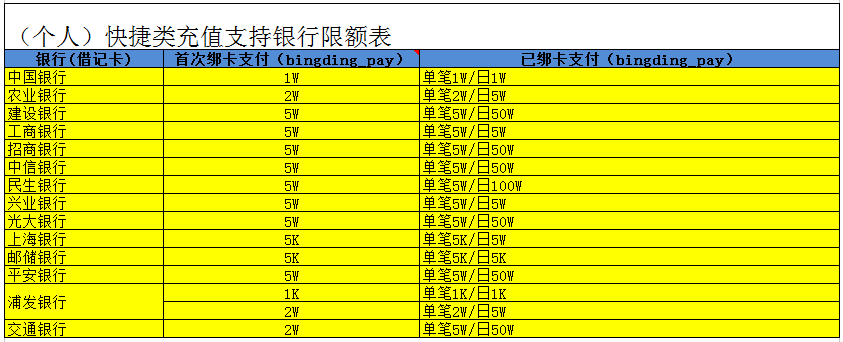 （个人）快捷类充值支持银行限额表
银行(借记卡) 首次绑卡支付（bingding_pay） 已绑卡支付（bingding_pay）
中国银行 1W 单笔1W/日1W
农业银行 2W 单笔2W/日5W
建设银行 5W 单笔5W/日50W
工商银行 5W 单笔5W/日5W
招商银行 5W 单笔5W/日50W
中信银行 5W 单笔5W/日50W
民生银行 5W 单笔5W/日100W
兴业银行 5W 单笔5W/日5W
光大银行 5W 单笔5W/日50W
上海银行 5K 单笔5K/日5W
邮储银行 5K 单笔5K/日5K
平安银行 5W 单笔5W/日50W
浦发银行 1K 单笔1K/日1K
2W 单笔2W/日5W
交通银行 2W 单笔5W/日50W